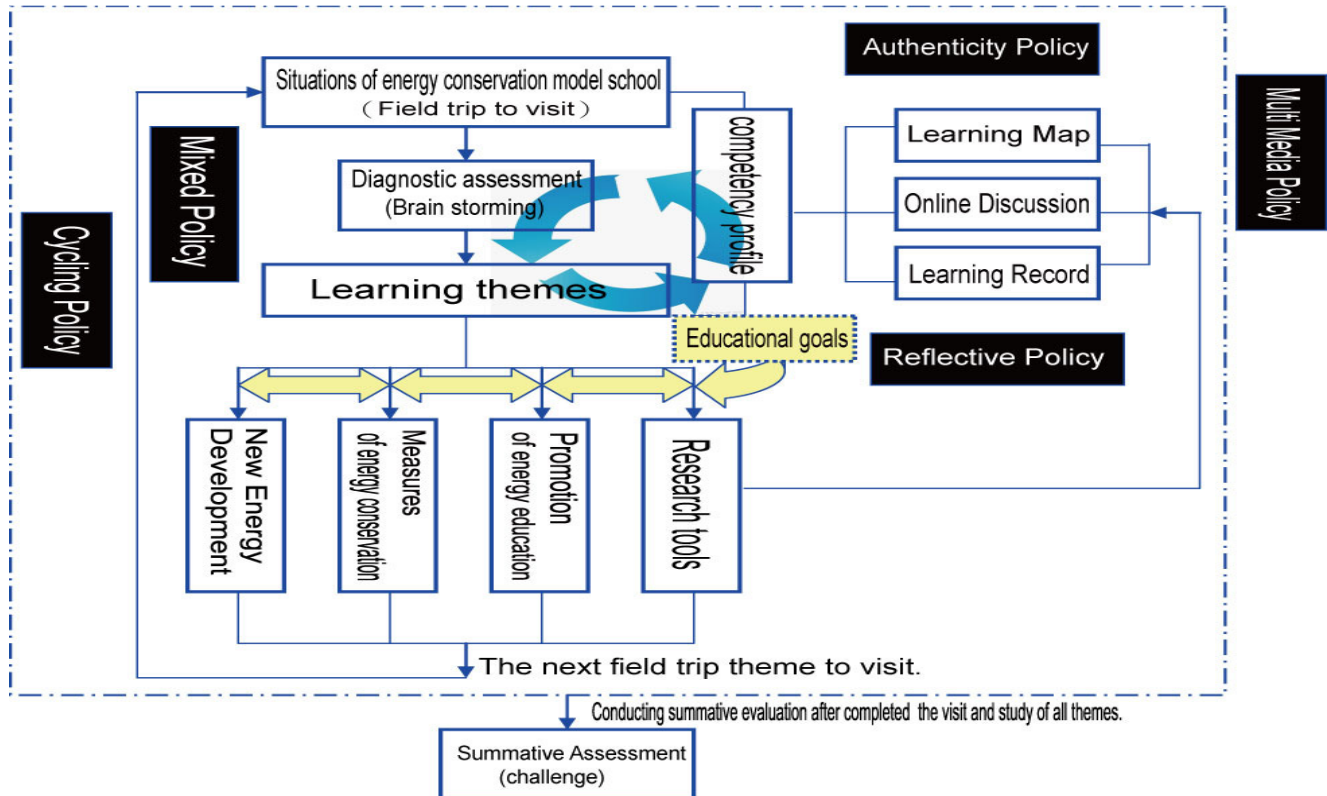 Authenticity Policy
Situations of energy conservation model school
( Field trip to visit )
Multi Media Policy
competency profile
Learning Map
Mixed Policy
Diagnostic assessment
(Brain storming)
Online Discussion
Cycling Policy
Learning themes
Learning Record
Educational goals
Reflective Policy
New Energy
Development
Measures
of energy conservation
Promotion
of energy education
Research tools
The next field trip theme to visit.
Conducting summative evaluation after completed the visit and study of all themes.
Summative Assessment
(challenge)